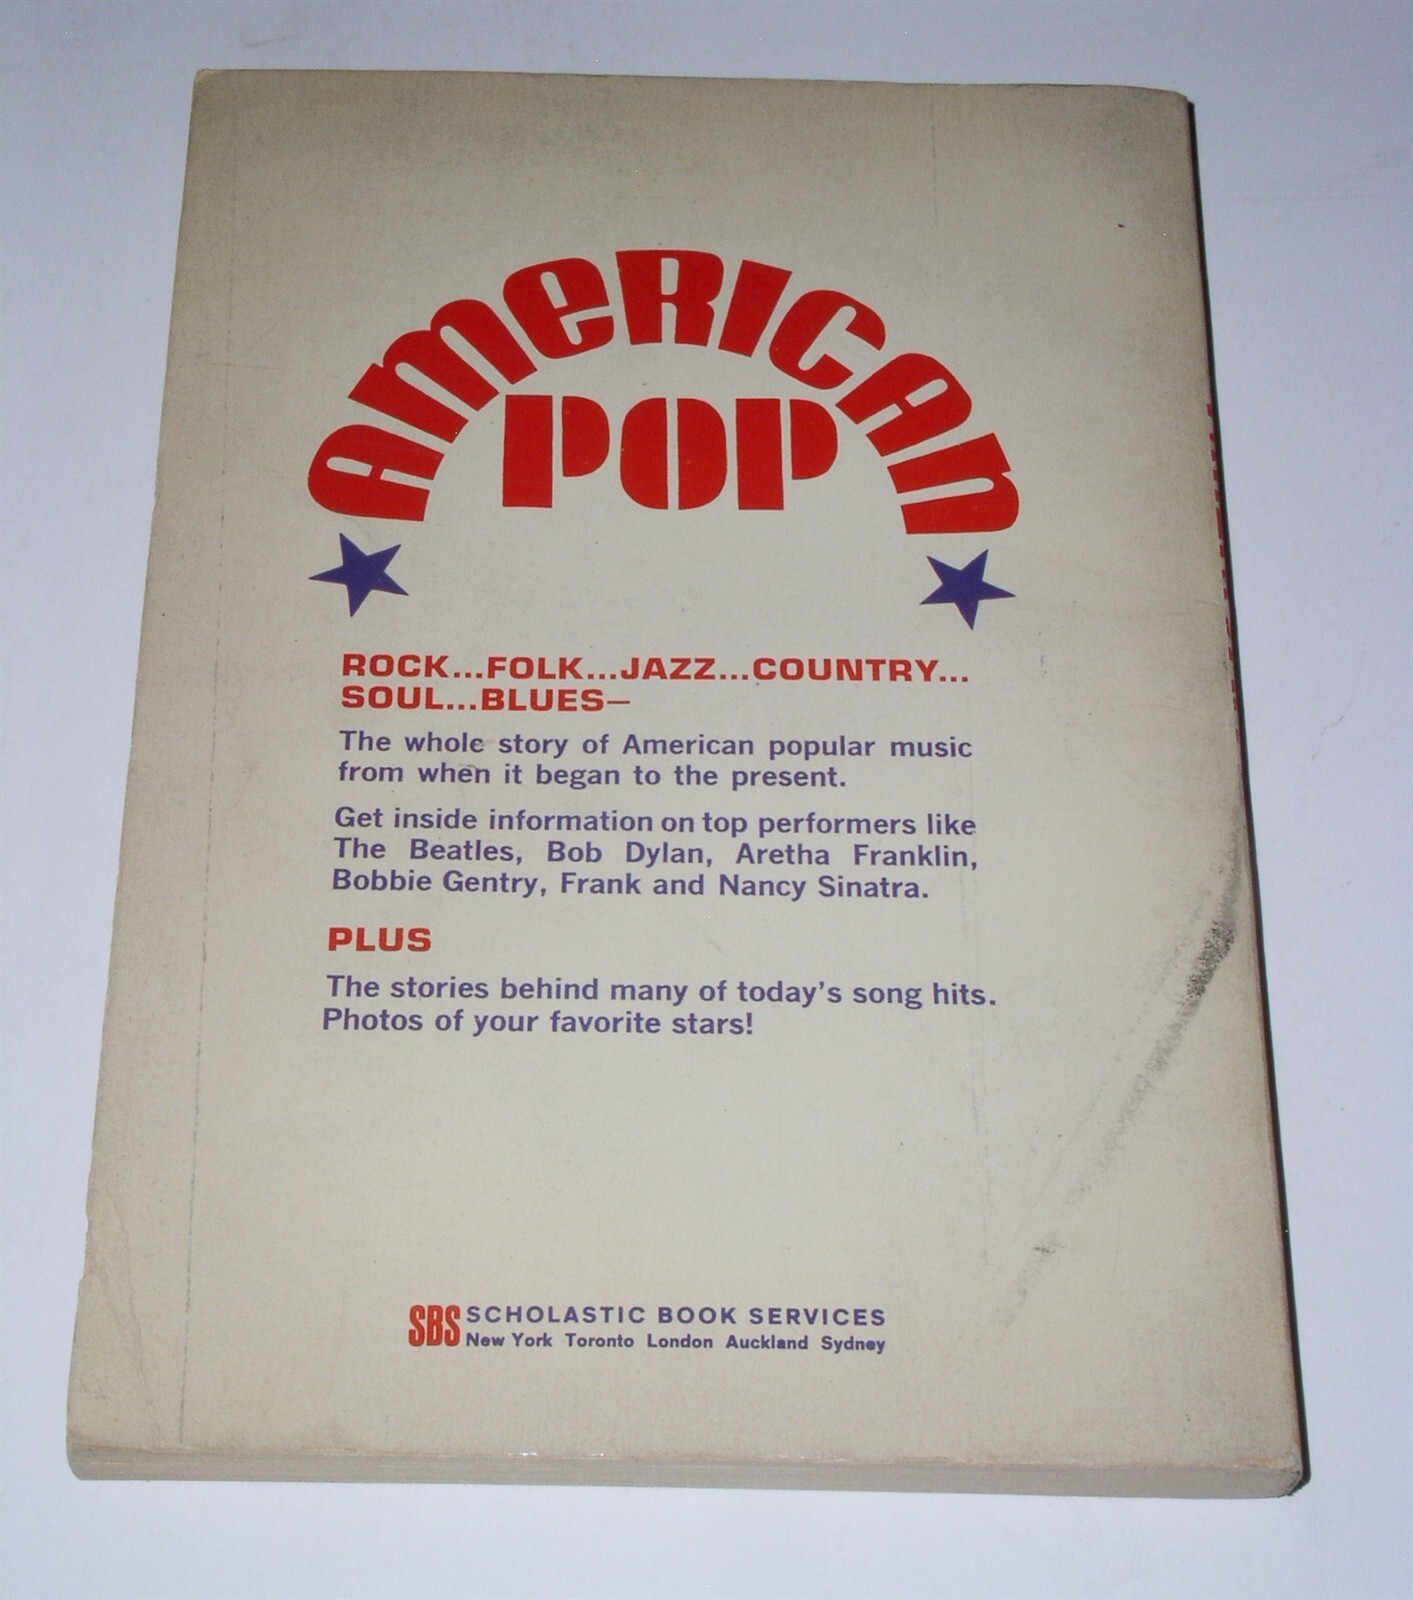 AmeRICAn
POP
ROCK...FOLK...JAZZ...COUNTRY...
SOUL...BLUES—
The whole story of American popular music
from when it began to the present.
Get inside information on top performers like
The Beatles, Bob Dylan, Aretha Franklin,
Bobbie Gentry, Frank and Nancy Sinatra.
PLUS
The stories behind many of today's song hits.
Photos of your favorite stars!
SBS SCHOLASTIC BOOK SERVICES
New York Toronto London Auckland Sydney